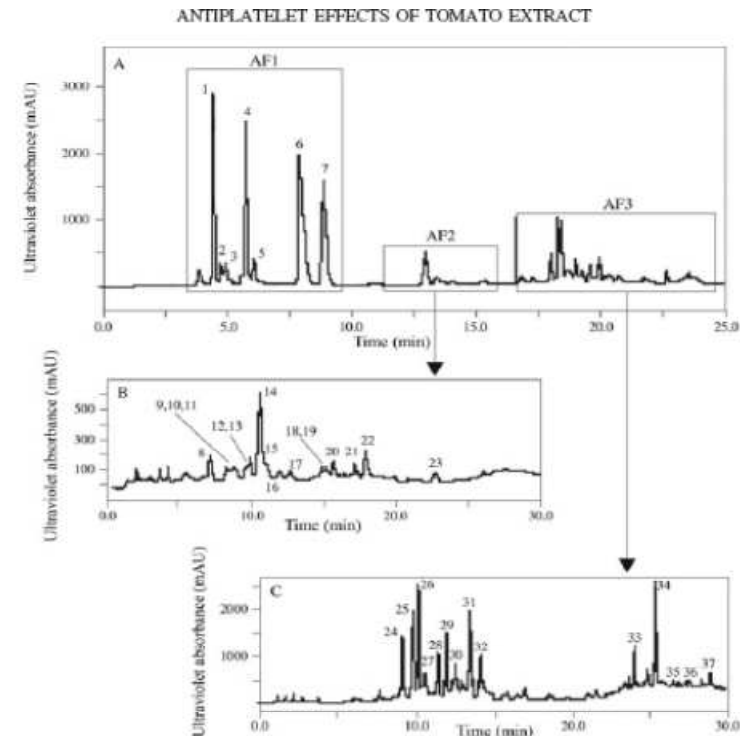 ANTIPLATELET EFFECTS OF TOMATO EXTRACT
A
AF1
AF2
AF3
Ultraviolet absorbance (mAU)
3000
2000
1000
1
2
3
4
5
6
7
0.0 5.0 10.0 15.0 20.0 25.0
Time (min)
B
Ultraviolet absorbance (mAU)
500
300
100
8
9,10,11
12,13
14
15
16
17
18,19
20
21
22
23
0.0 10.0 20.0 30.0
Time (min)
C
Ultraviolet absorbance (mAU)
2000
1000
24
25
26
27
28
29
30
31
32
33
34
35
36
37
0.0 10.0 20.0 30.0
Time (min)